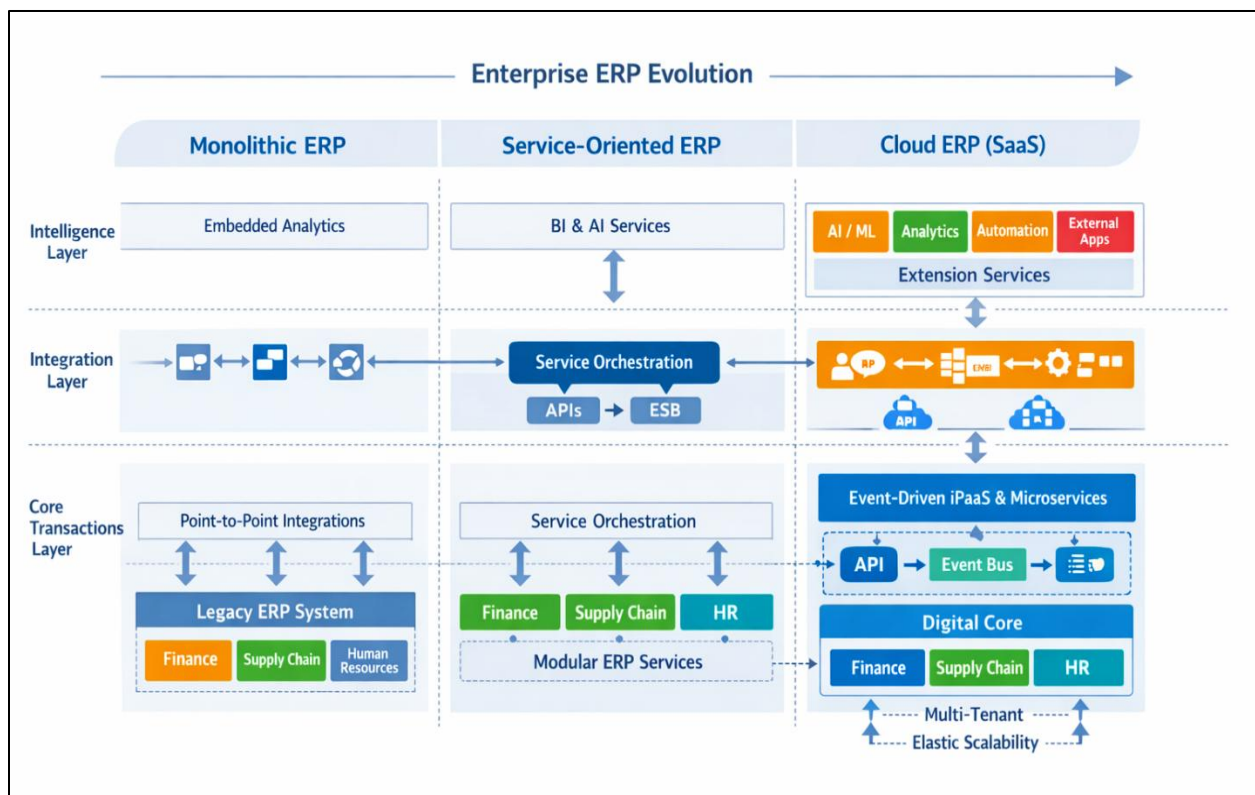 Enterprise ERP Evolution
Monolithic ERP
Service-Oriented ERP
Cloud ERP (SaaS)
Intelligence
Layer
Embedded Analytics
BI & AI Services
AI / ML
Analytics
Automation
External
Apps
Extension Services
Integration
Layer
Service Orchestration
APIs
ESB
RP
API
Core
Transactions
Layer
Point-to-Point Integrations
Legacy ERP System
Finance
Supply Chain
Human
Resources
Service Orchestration
Finance
Supply Chain
HR
Modular ERP Services
Event-Driven iPaaS & Microservices
API
Event Bus
Digital Core
Finance
Supply Chain
HR
Multi-Tenant
Elastic Scalability